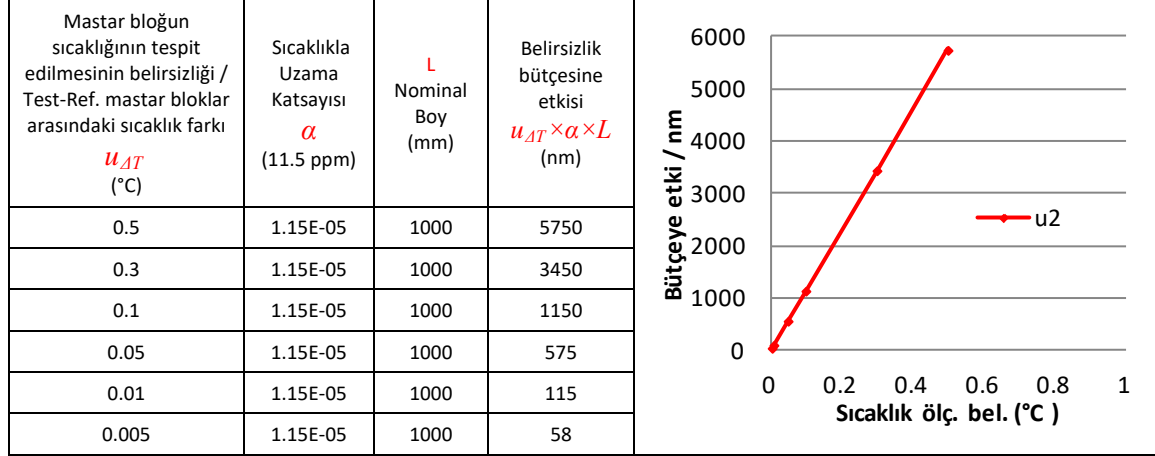 Mastar bloğun
sıcaklığının tespit
edilmesinin belirsizliği /
Test-Ref. mastar bloklar
arasındaki sıcaklık farkı
u_ΔT
(°C)
Sıcaklıkla
Uzama
Katsayısı
α
(11.5 ppm)
L
Nominal
Boy
(mm)
Belirsizlik
bütçesine
etkisi
u_ΔT×α×L
(nm)
0.5 1.15E-05 1000 5750
0.3 1.15E-05 1000 3450
0.1 1.15E-05 1000 1150
0.05 1.15E-05 1000 575
0.01 1.15E-05 1000 115
0.005 1.15E-05 1000 58
Bütçeye etki / nm
6000
5000
4000
3000
2000
1000
0
u2
0 0.2 0.4 0.6 0.8 1
Sıcaklık ölç. bel. (°C )